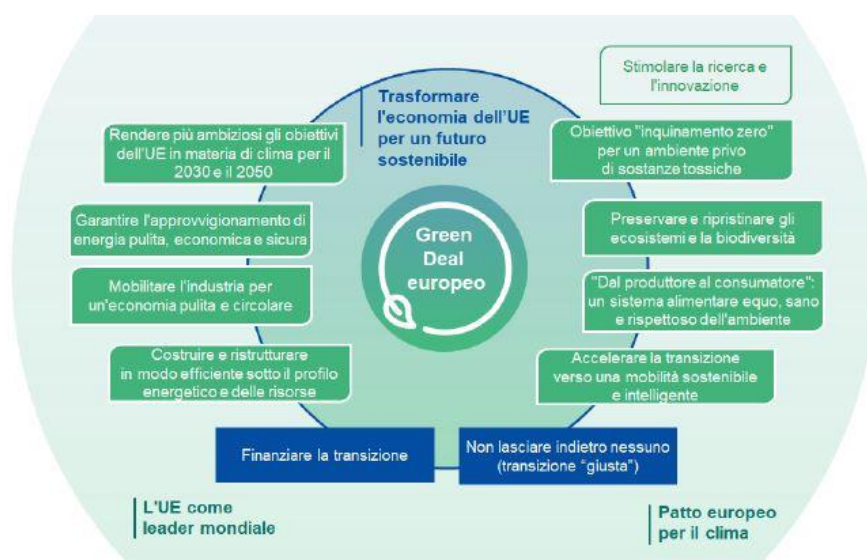 Stimolare la ricerca e
l'innovazione
Trasformare
l'economia dell'UE
per un futuro
sostenibile
Rendere più ambiziosi gli obiettivi
dell'UE in materia di clima per il
2030 e il 2050
Obiettivo "inquinamento zero"
per un ambiente privo
di sostanze tossiche
Garantire l'approvvigionamento di
energia pulita, economica e sicura
Green
Deal
europeo
Preservare e ripristinare gli
ecosistemi e la biodiversità
Mobilitare l'industria per
un'economia pulita e circolare
"Dal produttore al consumatore":
un sistema alimentare equo, sano
e rispettoso dell'ambiente
Costruire e ristrutturare
in modo efficiente sotto il profilo
energetico e delle risorse
Accelerare la transizione
verso una mobilità sostenibile
e intelligente
Finanziare la transizione
Non lasciare indietro nessuno
(transizione "giusta")
L'UE come
leader mondiale
Patto europeo
per il clima